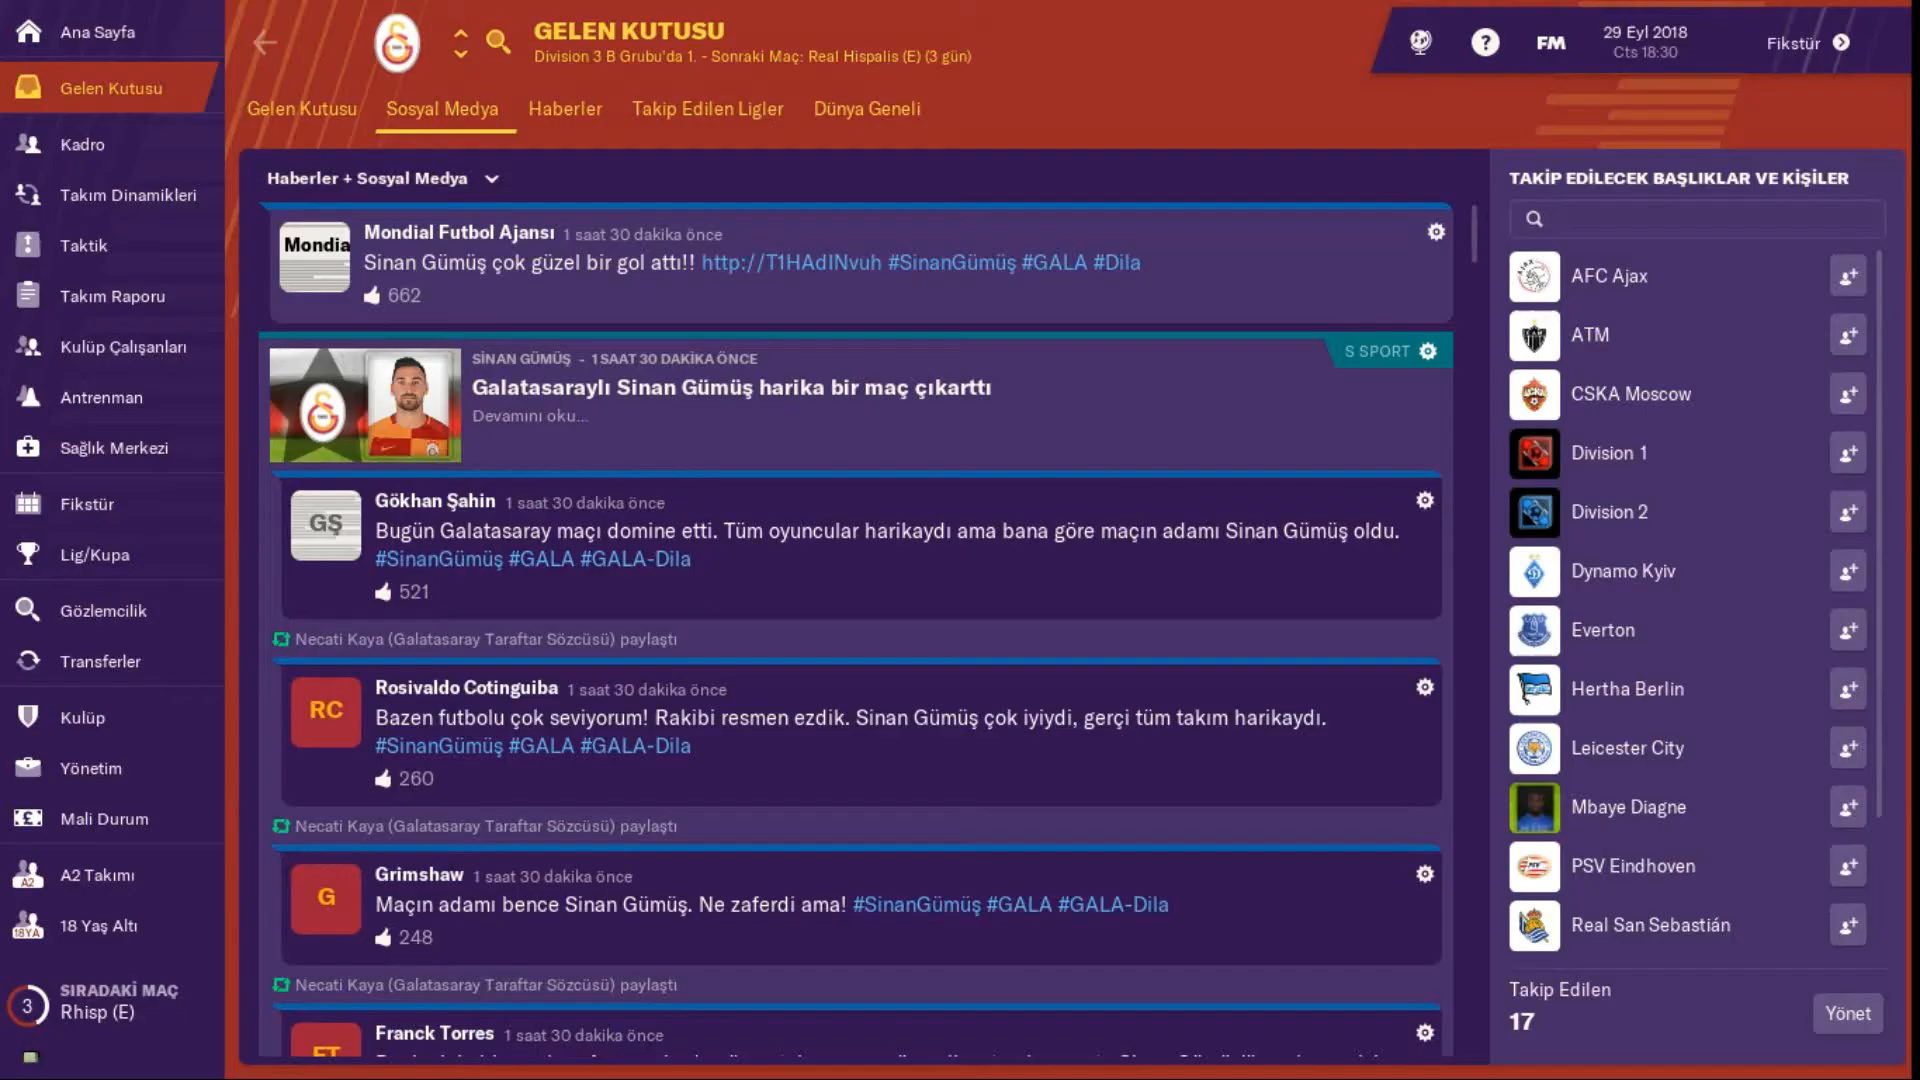 Ana Sayfa
Gelen Kutusu
Kadro
Takım Dinamikleri
Taktik
Takım Raporu
Kulüp Çalışanları
Antrenman
Sağlık Merkezi
Fikstür
Lig/Kupa
Gözlemcilik
Transferler
Kulüp
Yönetim
Mali Durum
A2
A2 Takımı
18YA
18 Yaş Altı
3
SIRADAKİ MAÇ
Rhisp (E)
GELEN KUTUSU
Division 3 B Grubu'da 1. - Sonraki Maç: Real Hispalis (E) (3 gün)
?
FM
29 Eyl 2018
Cts 18:30
Fikstür
Gelen Kutusu
Sosyal Medya
Haberler
Takip Edilen Ligler
Dünya Geneli
Haberler + Sosyal Medya
Mondia
Mondial Futbol Ajansı 1 saat 30 dakika önce
Sinan Gümüş çok güzel bir gol attı!! http://T1HAdINvuh #SinanGümüş #GALA #Dila
662
SİNAN GÜMÜŞ - 1 SAAT 30 DAKİKA ÖNCE
S SPORT
Galatasaraylı Sinan Gümüş harika bir maç çıkarttı
Devamını oku...
GŞ
Gökhan Şahin 1 saat 30 dakika önce
Bugün Galatasaray maçı domine etti. Tüm oyuncular harikaydı ama bana göre maçın adamı Sinan Gümüş oldu.
#SinanGümüş #GALA #GALA-Dila
521
Necati Kaya (Galatasaray Taraftar Sözcüsü) paylaştı
RC
Rosivaldo Cotinguiba 1 saat 30 dakika önce
Bazen futbolu çok seviyorum! Rakibi resmen ezdik. Sinan Gümüş çok iyiydi, gerçi tüm takım harikaydı.
#SinanGümüş #GALA #GALA-Dila
260
Necati Kaya (Galatasaray Taraftar Sözcüsü) paylaştı
G
Grimshaw 1 saat 30 dakika önce
Maçın adamı bence Sinan Gümüş. Ne zaferdi ama! #SinanGümüş #GALA #GALA-Dila
248
Necati Kaya (Galatasaray Taraftar Sözcüsü) paylaştı
FT
Franck Torres 1 saat 30 dakika önce
TAKİP EDİLECEK BAŞLIKLAR VE KİŞİLER
AFC Ajax
ATM
CSKA Moscow
Division 1
Division 2
Dynamo Kyiv
Everton
Hertha Berlin
Leicester City
Mbaye Diagne
PSV Eindhoven
Real San Sebastián
Takip Edilen
17
Yönet